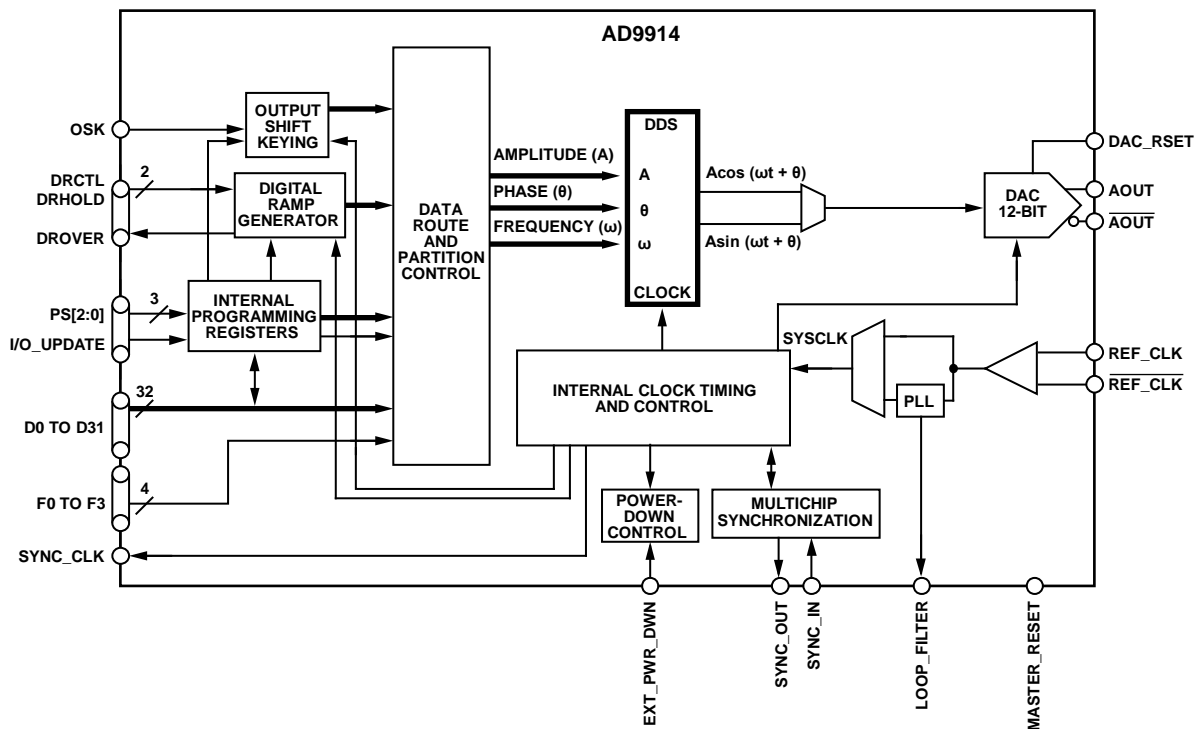 AD9914
OSK
OUTPUT
SHIFT
KEYING
DRCTL
DRHOLD
2
DROVER
DIGITAL
RAMP
GENERATOR
PS[2:0]
3
I/O_UPDATE
INTERNAL
PROGRAMMING
REGISTERS
32
D0 TO D31
4
F0 TO F3
SYNC_CLK
DATA
ROUTE
AND
PARTITION
CONTROL
AMPLITUDE (A)
PHASE (θ)
FREQUENCY (ω)
DDS
A
θ
ω
CLOCK
Acos (ωt + θ)
Asin (ωt + θ)
DAC
12-BIT
DAC_RSET
AOUT
AOUT
SYSCLK
PLL
REF_CLK
REF_CLK
INTERNAL CLOCK TIMING
AND CONTROL
POWER-
DOWN
CONTROL
MULTICHIP
SYNCHRONIZATION
EXT_PWR_DWN
SYNC_OUT
SYNC_IN
LOOP_FILTER
MASTER_RESET